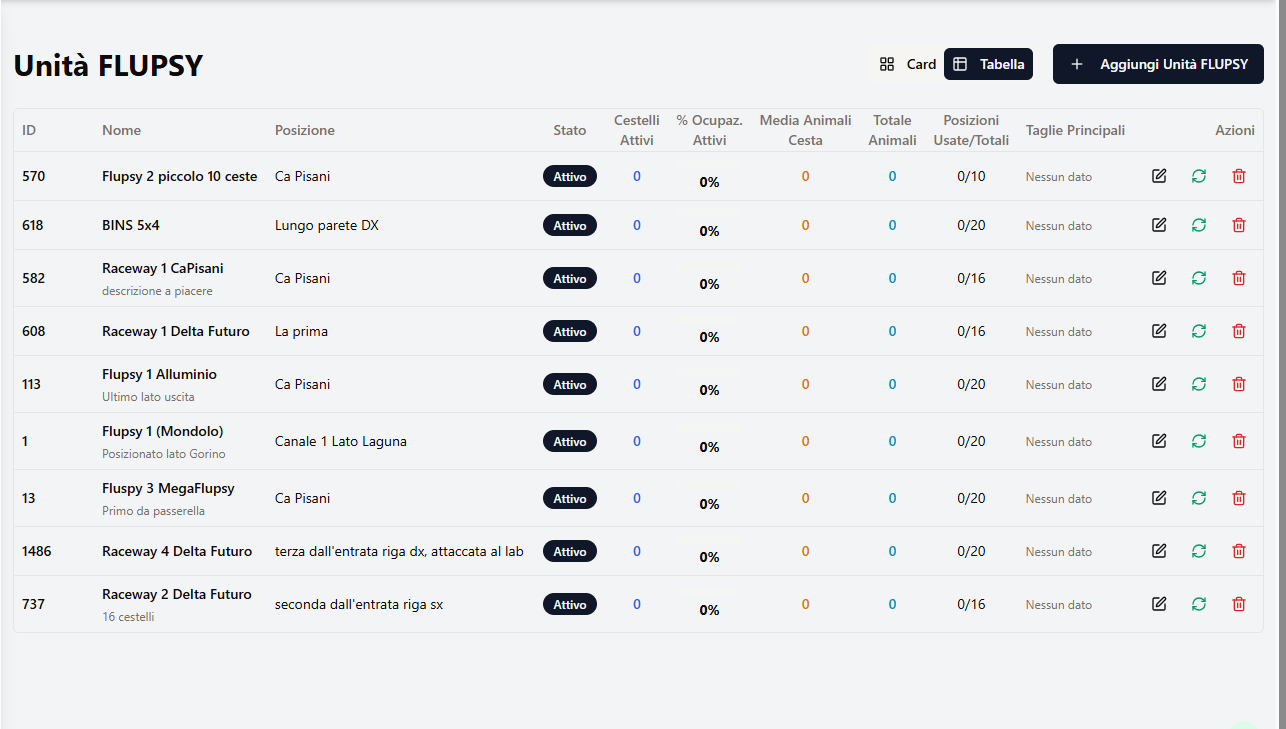 Unità FLUPSY
Card
Tabella
Aggiungi Unità FLUPSY
ID Nome Posizione Stato Cestelli Attivi % Ocupaz. Attivi Media Animali Cesta Totale Animali Posizioni Usate/Totali Taglie Principali Azioni
570 Flupsy 2 piccolo 10 ceste Ca Pisani Attivo 0 0% 0 0 0/10 Nessun dato
618 BINS 5x4 Lungo parete DX Attivo 0 0% 0 0 0/20 Nessun dato
582 Raceway 1 CaPisani Ca Pisani Attivo 0 0% 0 0 0/16 Nessun dato
descrizione a piacere
608 Raceway 1 Delta Futuro La prima Attivo 0 0% 0 0 0/16 Nessun dato
113 Flupsy 1 Alluminio Ca Pisani Attivo 0 0% 0 0 0/20 Nessun dato
Ultimo lato uscita
1 Flupsy 1 (Mondolo) Canale 1 Lato Laguna Attivo 0 0% 0 0 0/20 Nessun dato
Posizionato lato Gorino
13 Fluspy 3 MegaFlupsy Ca Pisani Attivo 0 0% 0 0 0/20 Nessun dato
Primo da passerella
1486 Raceway 4 Delta Futuro terza dall'entrata riga dx, attaccata al lab Attivo 0 0% 0 0 0/20 Nessun dato
737 Raceway 2 Delta Futuro seconda dall'entrata riga sx Attivo 0 0% 0 0 0/16 Nessun dato
16 cestelli